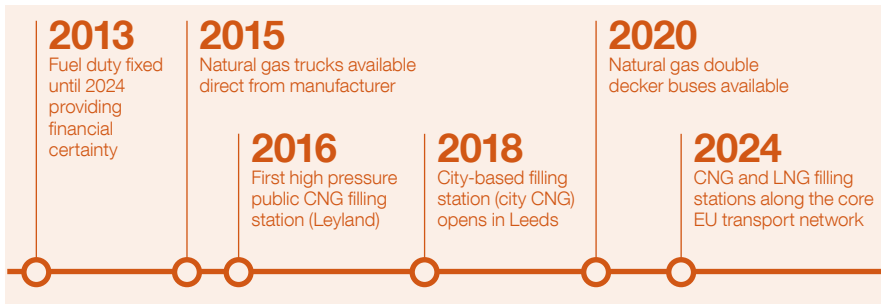 2013
Fuel duty fixed
until 2024
providing
financial
certainty
2015
Natural gas trucks available
direct from manufacturer
2016
First high pressure
public CNG filling
station (Leyland)
2018
City-based filling
station (city CNG)
opens in Leeds
2020
Natural gas double
decker buses available
2024
CNG and LNG filling
stations along the core
EU transport network